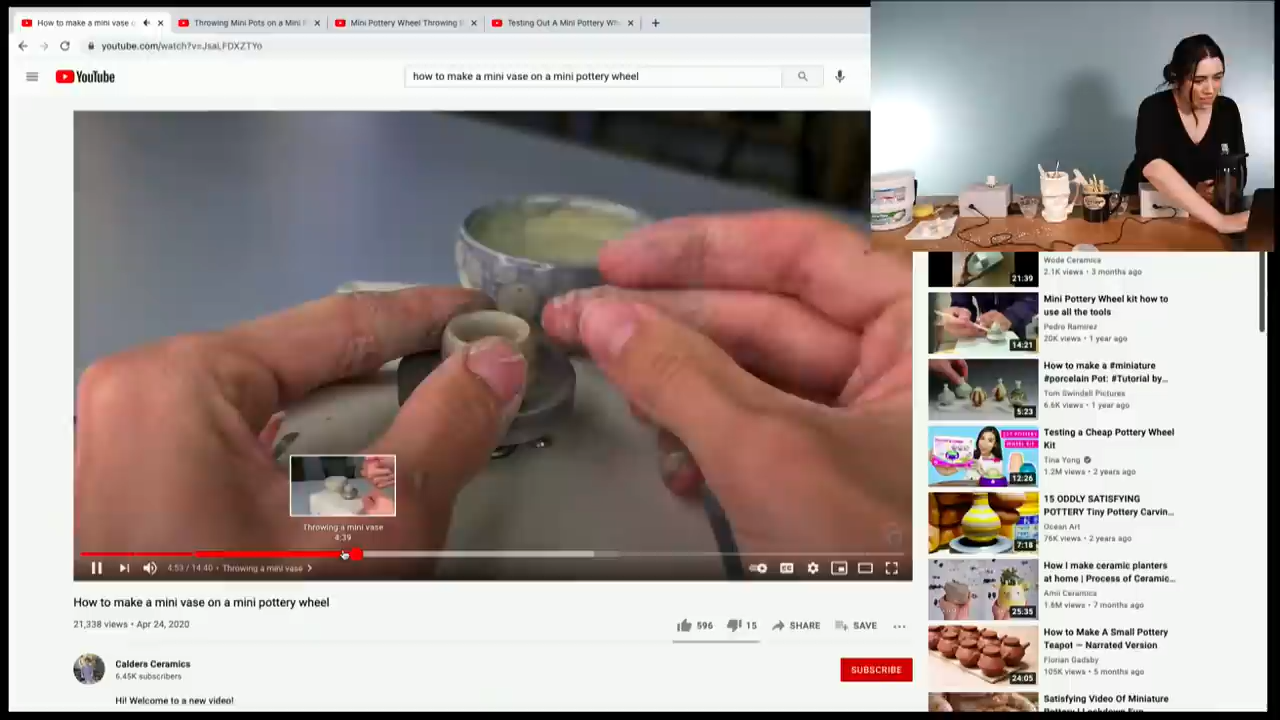 How to make a mini vase o
Throwing Mini Pots on a Mini
Mini Pottery Wheel Throwing
Testing Out A Mini Pottery Wh
youtube.com/watch?v=JsaLFDXZTYo
YouTube
how to make a mini vase on a mini pottery wheel
Throwing a mini vase
4:39
4:53 / 14:40 • Throwing a mini vase
CC
How to make a mini vase on a mini pottery wheel
21,338 views • Apr 24, 2020
596
15
SHARE
SAVE
Calders Ceramics
6.45K subscribers
SUBSCRIBE
Hi! Welcome to a new video!
Wode Ceramica
2.1K views • 3 months ago
21:39
Mini Pottery Wheel kit how to
use all the tools
Pedro Ramirez
20K views • 1 year ago
14:21
How to make a #miniature
#porcelain Pot: #Tutorial by...
Tom Swindell Pictures
6.6K views • 1 year ago
5:23
Testing a Cheap Pottery Wheel
Kit
Tina Yong
1.2M views • 2 years ago
12:26
15 ODDLY SATISFYING
POTTERY Tiny Pottery Carvin...
Ocean Art
76K views • 2 years ago
7:18
How I make ceramic planters
at home | Process of Ceramic...
Amii Ceramica
1.6M views • 7 months ago
25:35
How to Make A Small Pottery
Teapot — Narrated Version
Florian Gadsby
105K views • 5 months ago
24:05
Satisfying Video Of Miniature